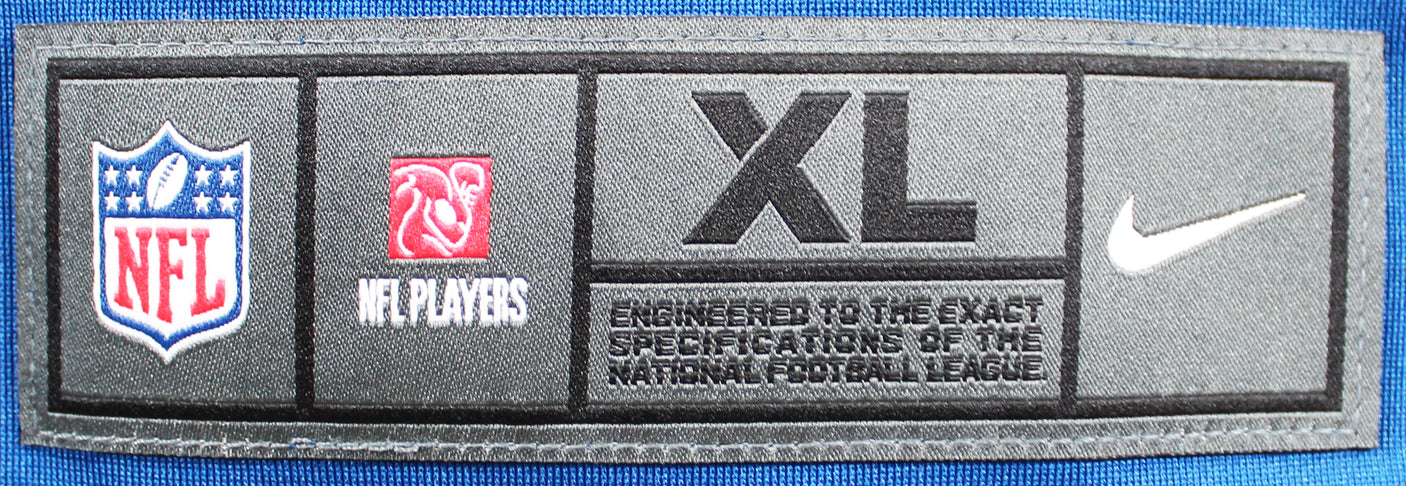 NFL
NFL PLAYERS
XL
ENGINEERED TO THE EXACT
SPECIFICATIONS OF THE
NATIONAL FOOTBALL LEAGUE.